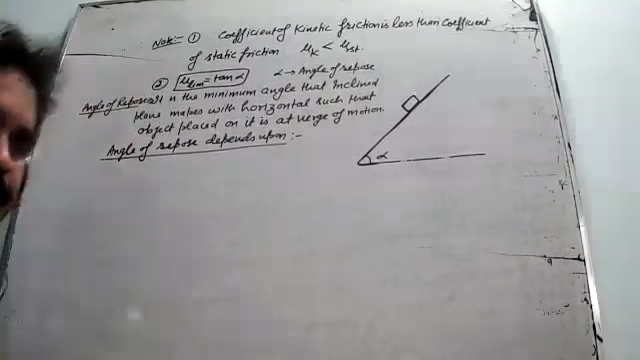 Note:- ① Coefficient of Kinetic friction is less than Coefficient
of static friction μk < μst.
② μlim = tan α α → Angle of repose
Angle of Repose:- It is the minimum angle that Inclined
plane makes with horizontal such that
object placed on it is at verge of motion.
Angle of repose depends upon :-
α